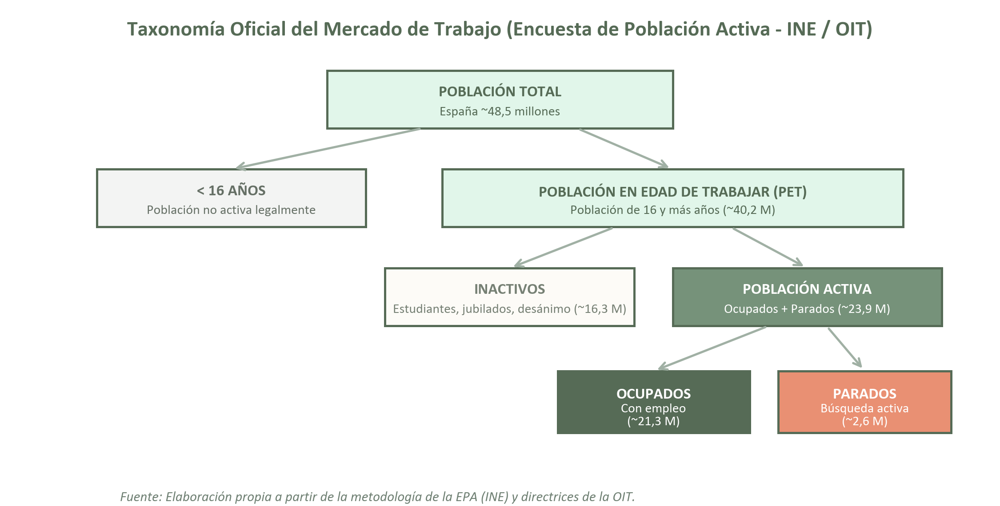 Taxonomía Oficial del Mercado de Trabajo (Encuesta de Población Activa - INE / OIT)
POBLACIÓN TOTAL
España ~48,5 millones
< 16 AÑOS
Población no activa legalmente
POBLACIÓN EN EDAD DE TRABAJAR (PET)
Población de 16 y más años (~40,2 M)
INACTIVOS
Estudiantes, jubilados, desánimo (~16,3 M)
POBLACIÓN ACTIVA
Ocupados + Parados (~23,9 M)
OCUPADOS
Con empleo
(~21,3 M)
PARADOS
Búsqueda activa
(~2,6 M)
Fuente: Elaboración propia a partir de la metodología de la EPA (INE) y directrices de la OIT.